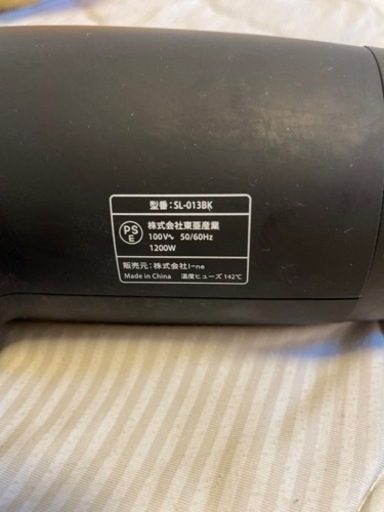 型番：SL-013BK
PS
E
株式会社東亜産業
100V∿ 50/60Hz
1200W
販売元：株式会社I-ne
Made in China 温度ヒューズ 142℃